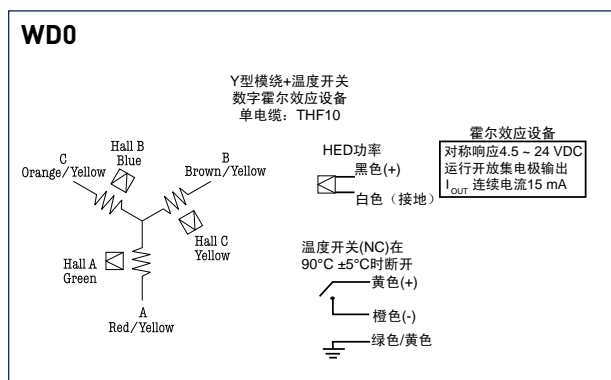 WD0
Y型模绕+温度开关
数字霍尔效应设备
单电缆：THF10
Hall B
Blue
C
Orange/Yellow
B
Brown/Yellow
Hall C
Yellow
Hall A
Green
A
Red/Yellow
HED功率
黑色(+)
白色（接地）
霍尔效应设备
对称响应4.5 ~ 24 VDC
运行开放集电极输出
IOUT 连续电流15 mA
温度开关(NC)在
90°C ±5°C时断开
黄色(+)
橙色(-)
绿色/黄色